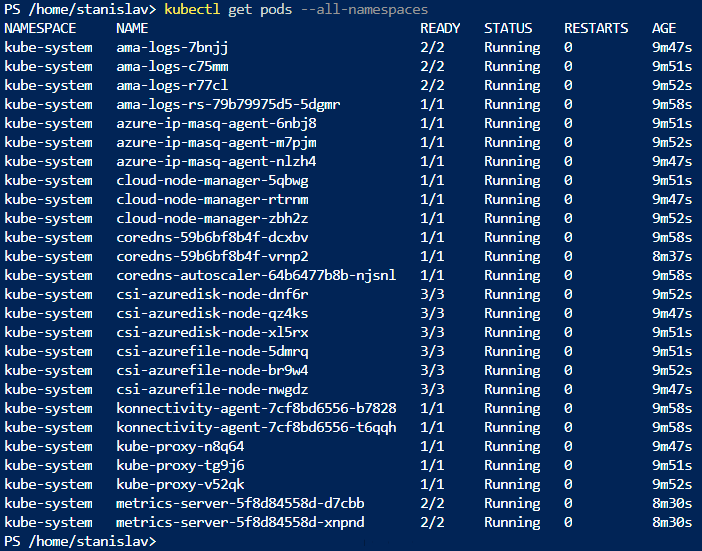 PS /home/stanislav> kubectl get pods --all-namespaces
NAMESPACE NAME READY STATUS RESTARTS AGE
kube-system ama-logs-7bnjj 2/2 Running 0 9m47s
kube-system ama-logs-c75mm 2/2 Running 0 9m51s
kube-system ama-logs-r77cl 2/2 Running 0 9m52s
kube-system ama-logs-rs-79b79975d5-5dgmr 1/1 Running 0 9m58s
kube-system azure-ip-masq-agent-6nbj8 1/1 Running 0 9m51s
kube-system azure-ip-masq-agent-m7pjm 1/1 Running 0 9m52s
kube-system azure-ip-masq-agent-nlzh4 1/1 Running 0 9m47s
kube-system cloud-node-manager-5qbwg 1/1 Running 0 9m51s
kube-system cloud-node-manager-rtrnm 1/1 Running 0 9m47s
kube-system cloud-node-manager-zbh2z 1/1 Running 0 9m52s
kube-system coredns-59b6bf8b4f-dcxbv 1/1 Running 0 9m58s
kube-system coredns-59b6bf8b4f-vrnp2 1/1 Running 0 8m37s
kube-system coredns-autoscaler-64b6477b8b-njsnl 1/1 Running 0 9m58s
kube-system csi-azuredisk-node-dnf6r 3/3 Running 0 9m52s
kube-system csi-azuredisk-node-qz4ks 3/3 Running 0 9m47s
kube-system csi-azuredisk-node-xl5rx 3/3 Running 0 9m51s
kube-system csi-azurefile-node-5dmrq 3/3 Running 0 9m51s
kube-system csi-azurefile-node-br9w4 3/3 Running 0 9m52s
kube-system csi-azurefile-node-nwgdz 3/3 Running 0 9m47s
kube-system konnectivity-agent-7cf8bd6556-b7828 1/1 Running 0 9m58s
kube-system konnectivity-agent-7cf8bd6556-t6qqh 1/1 Running 0 9m58s
kube-system kube-proxy-n8q64 1/1 Running 0 9m47s
kube-system kube-proxy-tg9j6 1/1 Running 0 9m51s
kube-system kube-proxy-v52qk 1/1 Running 0 9m52s
kube-system metrics-server-5f8d84558d-d7cbb 2/2 Running 0 8m30s
kube-system metrics-server-5f8d84558d-xnpnd 2/2 Running 0 8m30s
PS /home/stanislav>